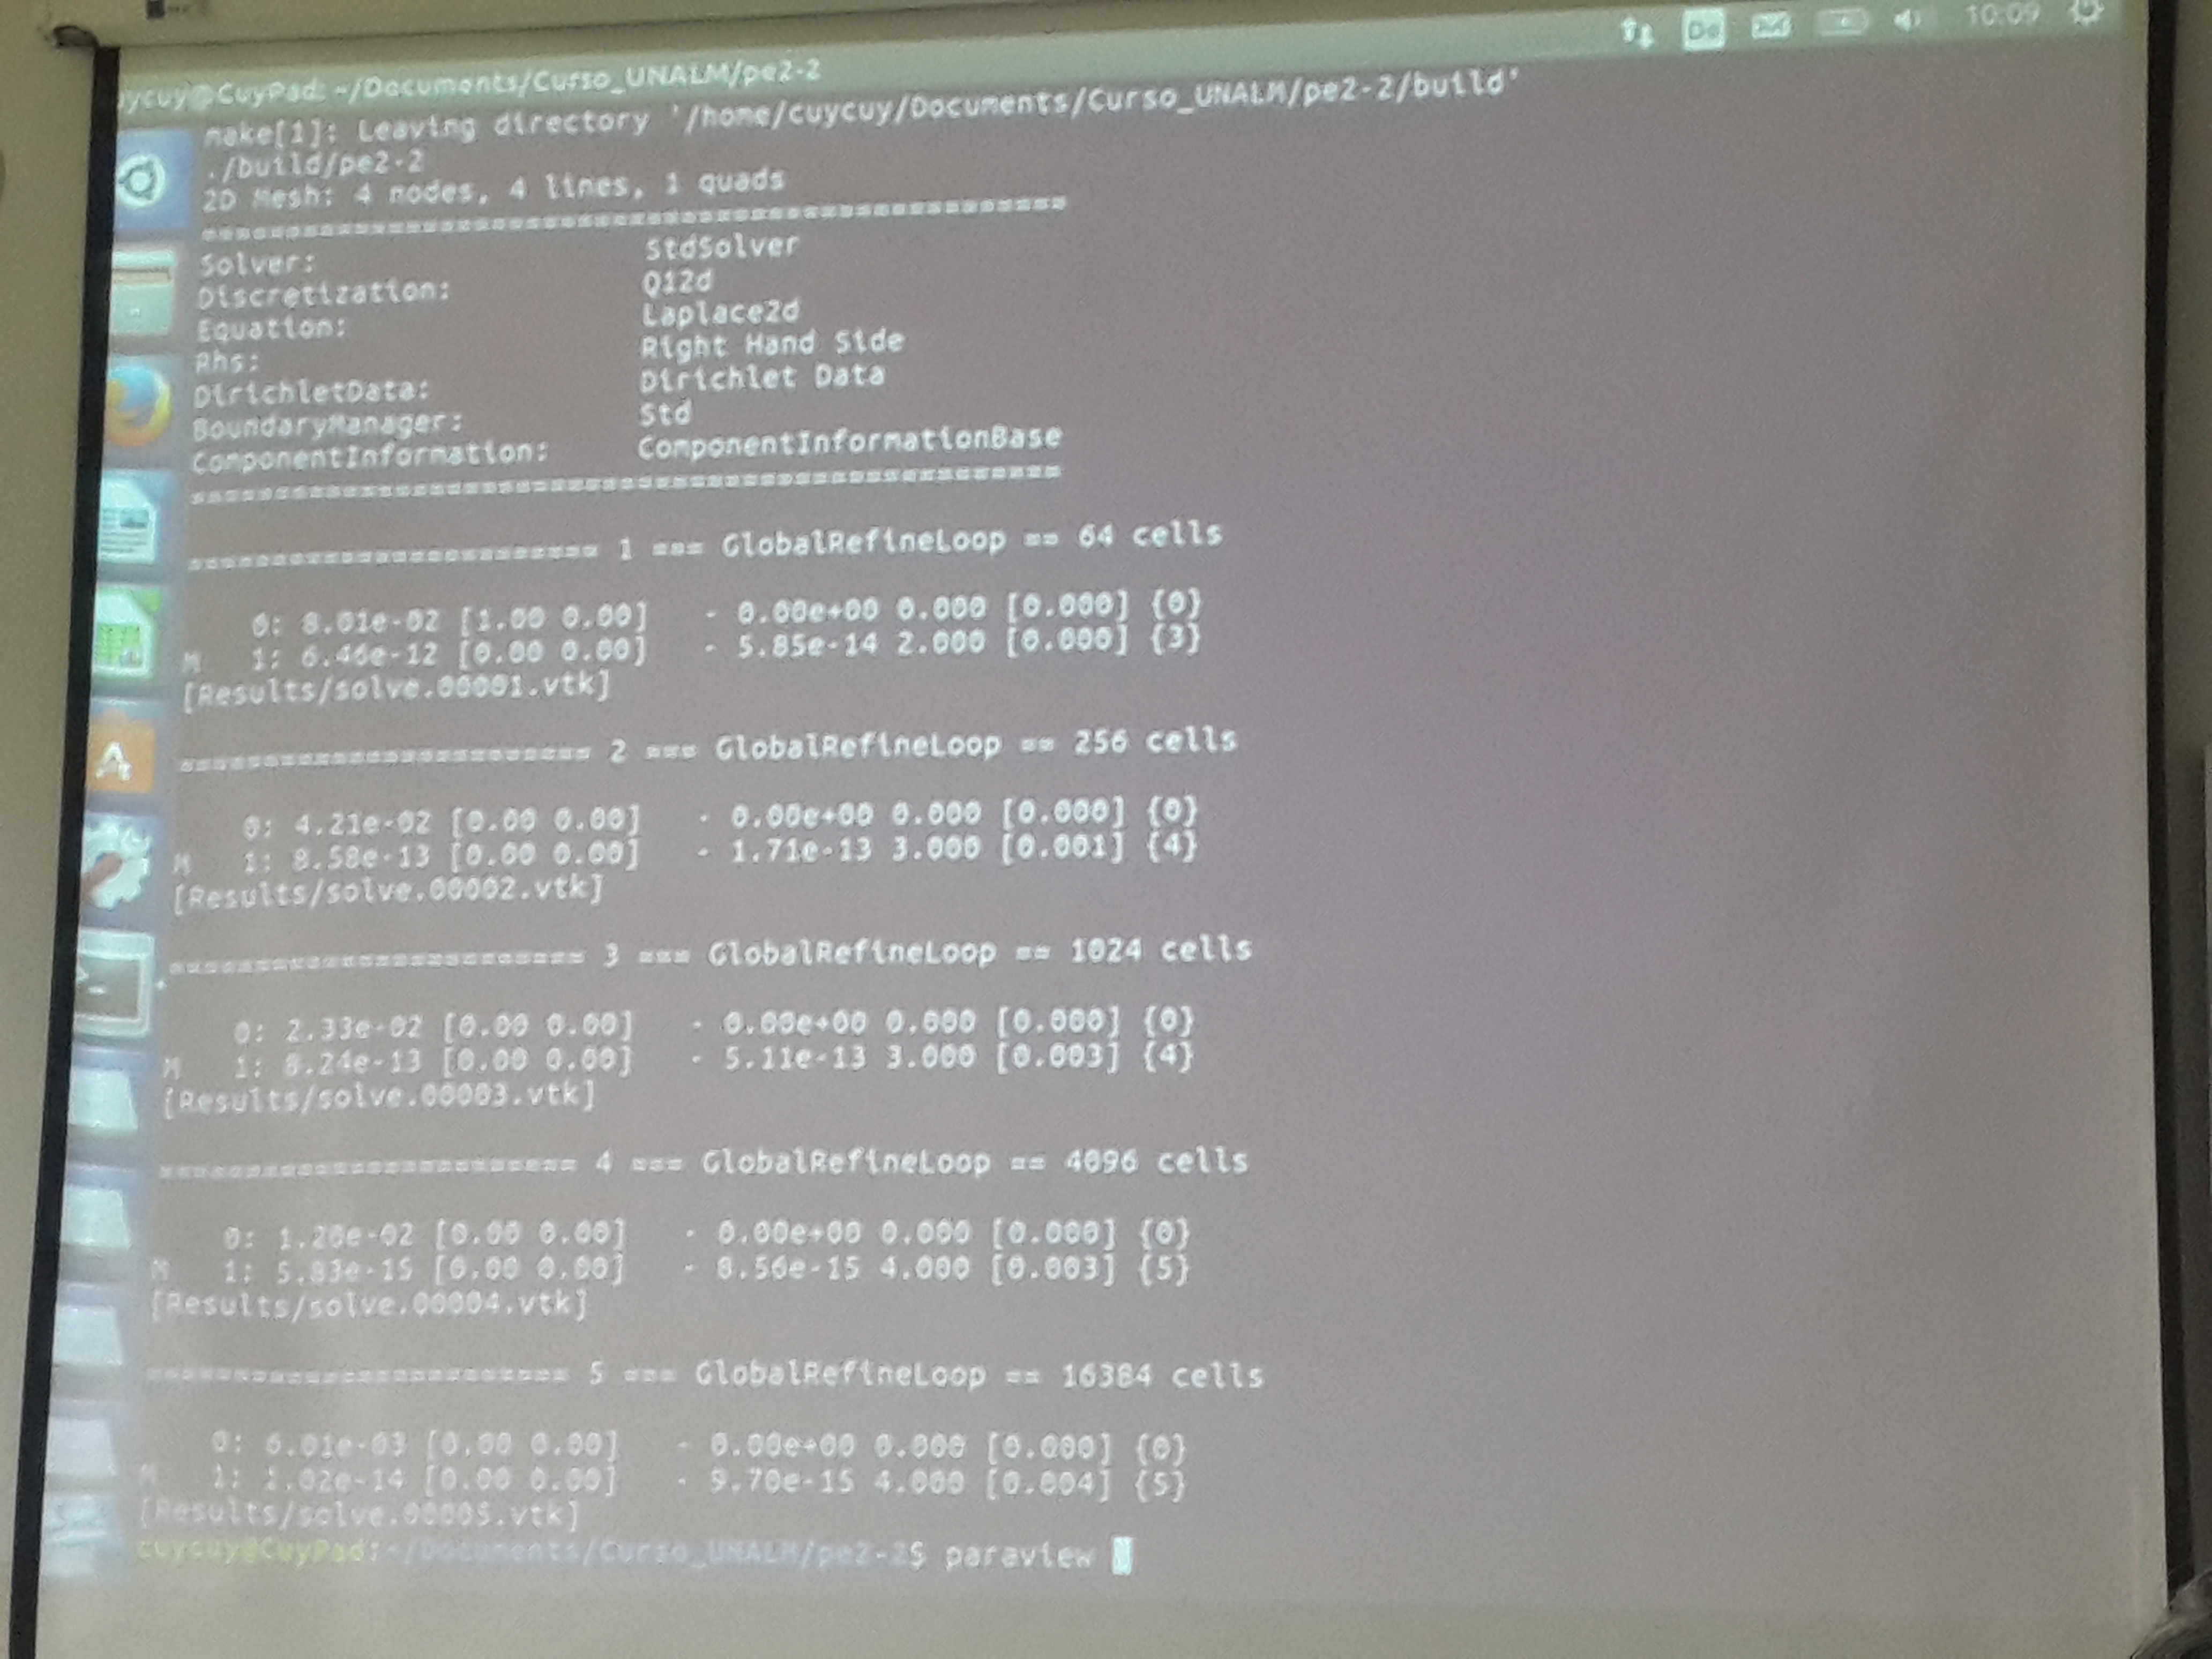 10:09
ycuy@CuyPad: ~/Documents/Curso_UNALM/pe2-2
make[1]: Leaving directory '/home/cuycuy/Documents/Curso_UNALM/pe2-2/build'
./build/pe2-2
2D Mesh: 4 nodes, 4 lines, 1 quads
==================================================
Solver: StdSolver
Discretization: Q12d
Equation: Laplace2d
Rhs: Right Hand Side
DirichletData: Dirichlet Data
BoundaryManager: Std
ComponentInformation: ComponentInformationBase
==================================================
======================== 1 === GlobalRefineLoop == 64 cells
0: 8.01e-02 [1.00 0.00] - 0.00e+00 0.000 [0.000] {0}
M 1: 6.46e-12 [0.00 0.00] - 5.85e-14 2.000 [0.000] {3}
[Results/solve.00001.vtk]
======================== 2 === GlobalRefineLoop == 256 cells
0: 4.21e-02 [0.00 0.00] - 0.00e+00 0.000 [0.000] {0}
M 1: 8.58e-13 [0.00 0.00] - 1.71e-13 3.000 [0.001] {4}
[Results/solve.00002.vtk]
======================== 3 === GlobalRefineLoop == 1024 cells
0: 2.33e-02 [0.00 0.00] - 0.00e+00 0.000 [0.000] {0}
M 1: 8.24e-13 [0.00 0.00] - 5.11e-13 3.000 [0.003] {4}
[Results/solve.00003.vtk]
======================== 4 === GlobalRefineLoop == 4096 cells
0: 1.20e-02 [0.00 0.00] - 0.00e+00 0.000 [0.000] {0}
M 1: 5.83e-15 [0.00 0.00] - 8.56e-15 4.000 [0.003] {5}
[Results/solve.00004.vtk]
======================== 5 === GlobalRefineLoop == 16384 cells
0: 6.01e-03 [0.00 0.00] - 0.00e+00 0.000 [0.000] {0}
M 1: 1.02e-14 [0.00 0.00] - 9.70e-15 4.000 [0.004] {5}
[Results/solve.00005.vtk]
cuycuy@CuyPad:~/Documents/Curso_UNALM/pe2-2$ paraview